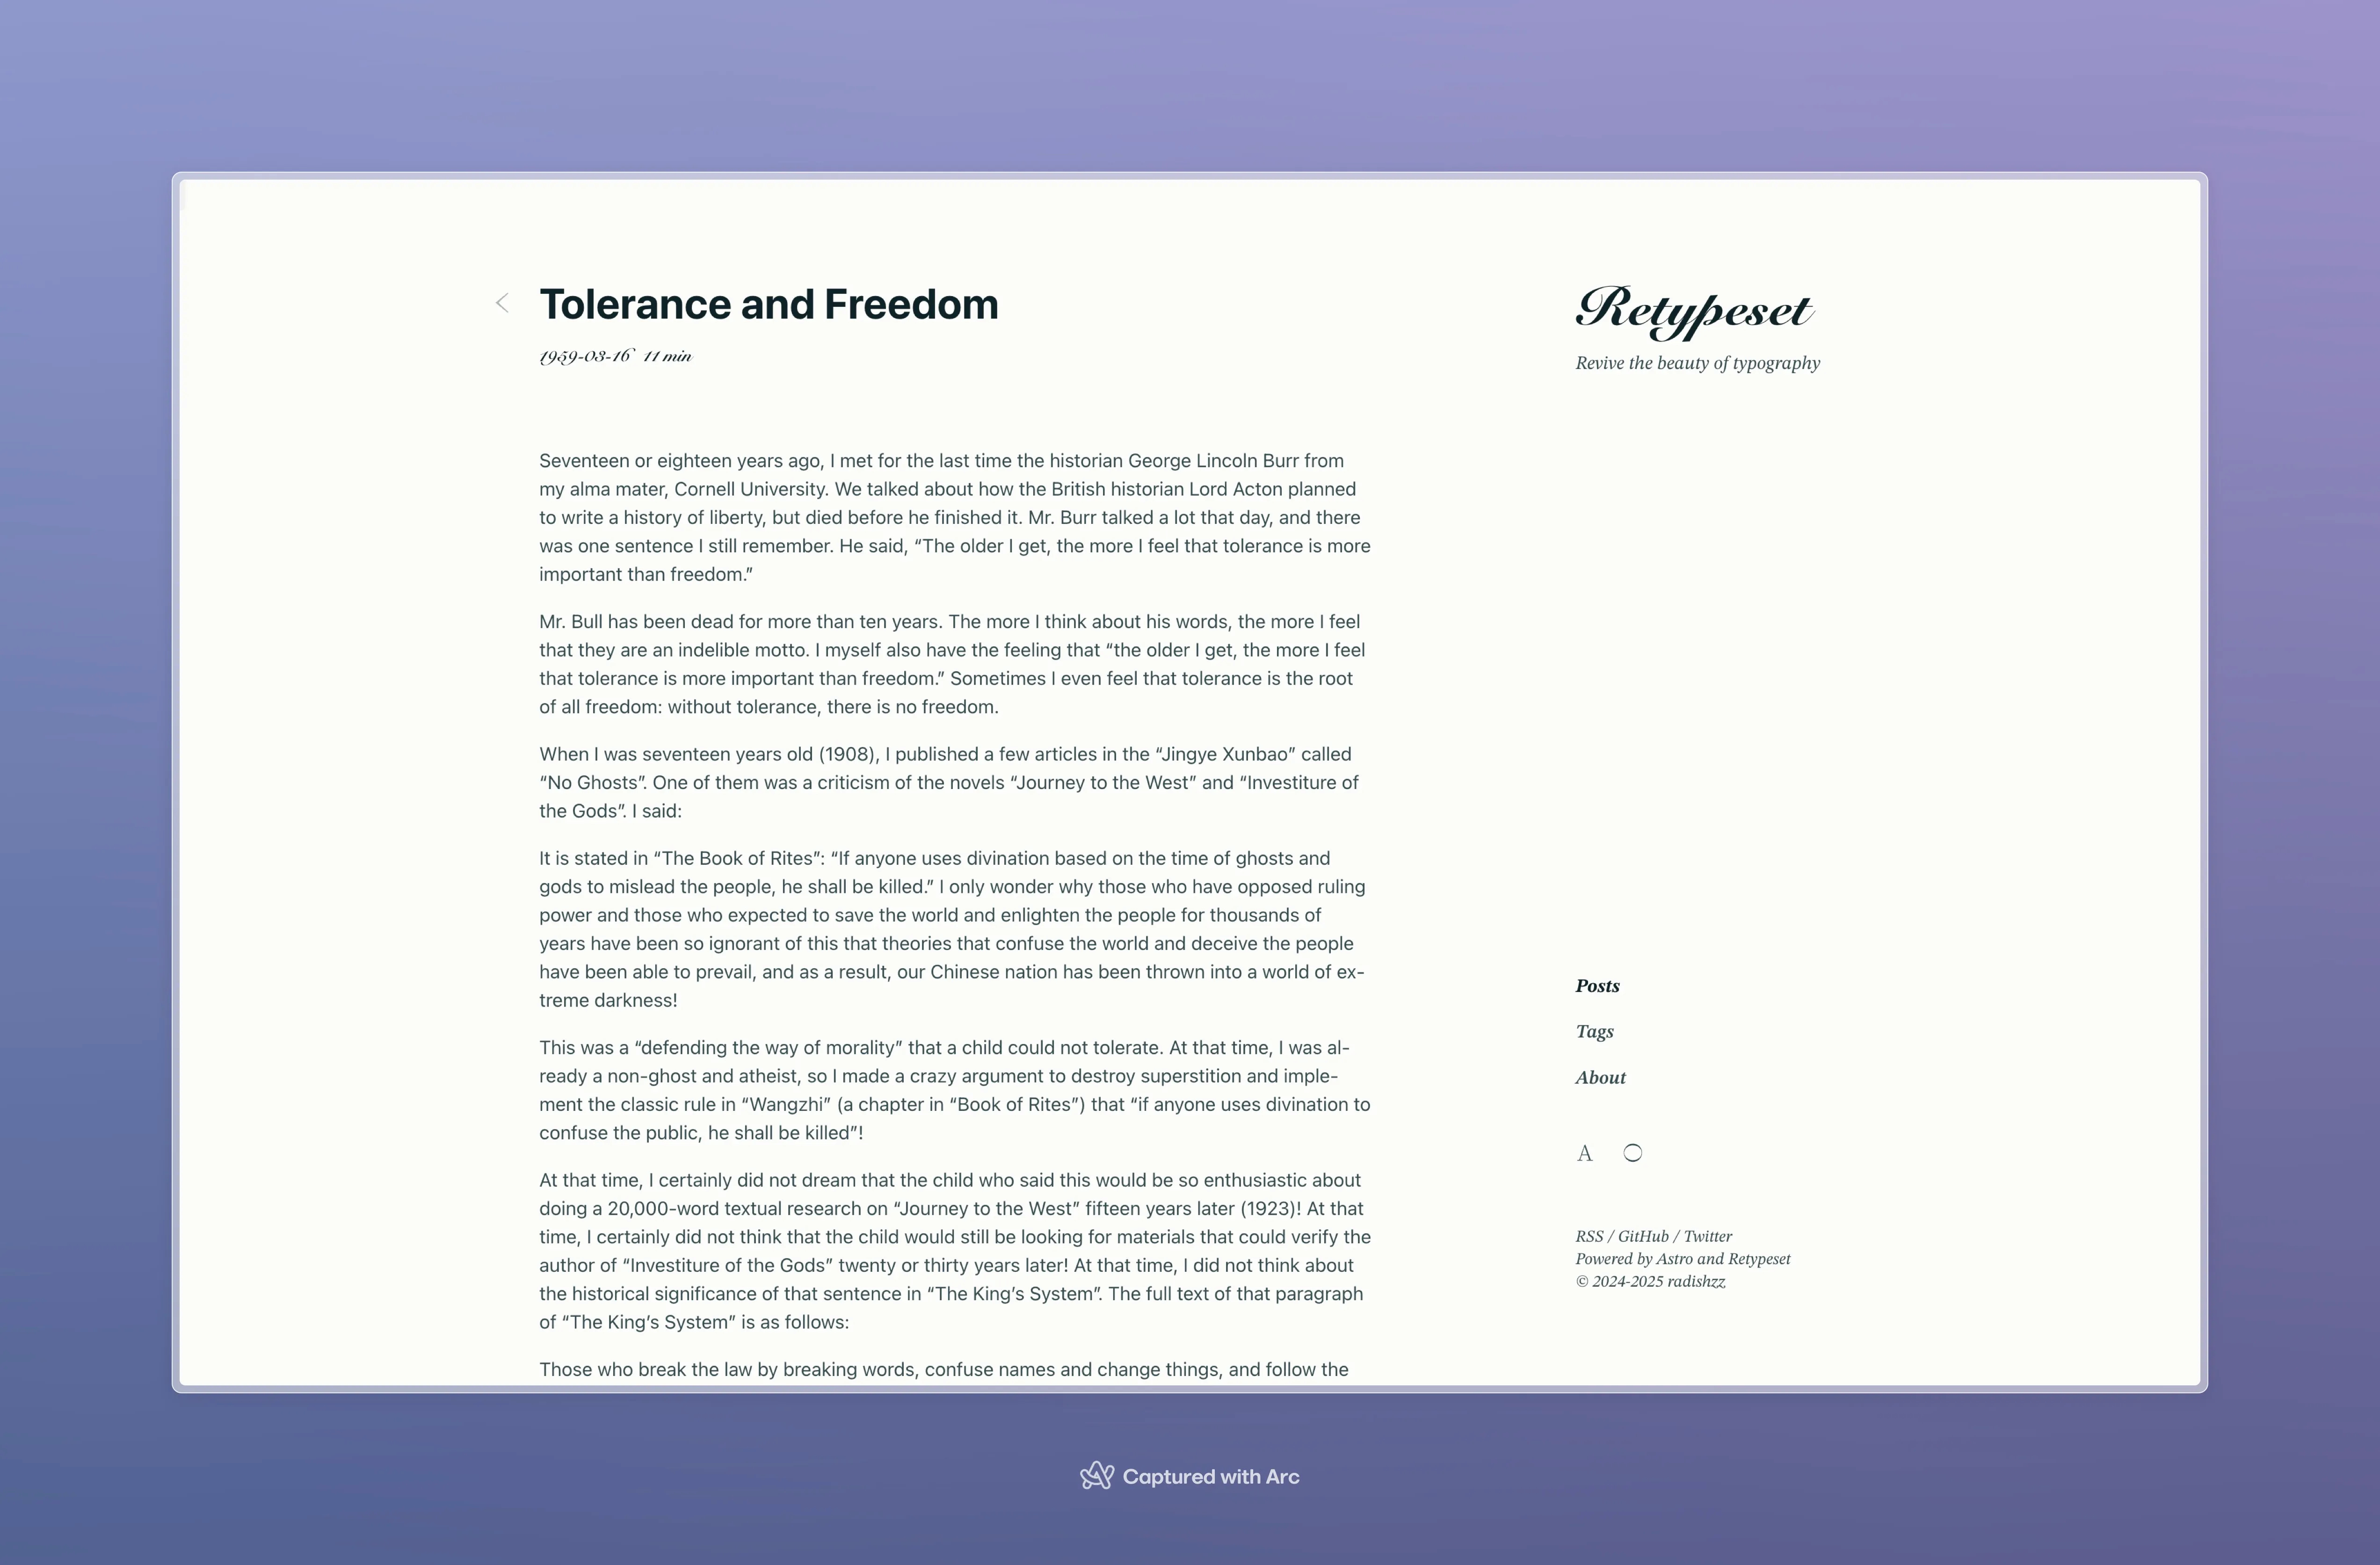 Tolerance and Freedom
1959-03-16 11 min
Seventeen or eighteen years ago, I met for the last time the historian George Lincoln Burr from
my alma mater, Cornell University. We talked about how the British historian Lord Acton planned
to write a history of liberty, but died before he finished it. Mr. Burr talked a lot that day, and there
was one sentence I still remember. He said, “The older I get, the more I feel that tolerance is more
important than freedom.”
Mr. Bull has been dead for more than ten years. The more I think about his words, the more I feel
that they are an indelible motto. I myself also have the feeling that “the older I get, the more I feel
that tolerance is more important than freedom.” Sometimes I even feel that tolerance is the root
of all freedom: without tolerance, there is no freedom.
When I was seventeen years old (1908), I published a few articles in the “Jingye Xunbao” called
“No Ghosts”. One of them was a criticism of the novels “Journey to the West” and “Investiture of
the Gods”. I said:
It is stated in “The Book of Rites”: “If anyone uses divination based on the time of ghosts and
gods to mislead the people, he shall be killed.” I only wonder why those who have opposed ruling
power and those who expected to save the world and enlighten the people for thousands of
years have been so ignorant of this that theories that confuse the world and deceive the people
have been able to prevail, and as a result, our Chinese nation has been thrown into a world of ex-
treme darkness!
This was a “defending the way of morality” that a child could not tolerate. At that time, I was al-
ready a non-ghost and atheist, so I made a crazy argument to destroy superstition and imple-
ment the classic rule in “Wangzhi” (a chapter in “Book of Rites”) that “if anyone uses divination to
confuse the public, he shall be killed”!
At that time, I certainly did not dream that the child who said this would be so enthusiastic about
doing a 20,000-word textual research on “Journey to the West” fifteen years later (1923)! At that
time, I certainly did not think that the child would still be looking for materials that could verify the
author of “Investiture of the Gods” twenty or thirty years later! At that time, I did not think about
the historical significance of that sentence in “The King’s System”. The full text of that paragraph
of “The King’s System” is as follows:
Those who break the law by breaking words, confuse names and change things, and follow the
Retypeset
Revive the beauty of typography
Posts
Tags
About
A
RSS / GitHub / Twitter
Powered by Astro and Retypeset
© 2024-2025 radishzz
Captured with Arc